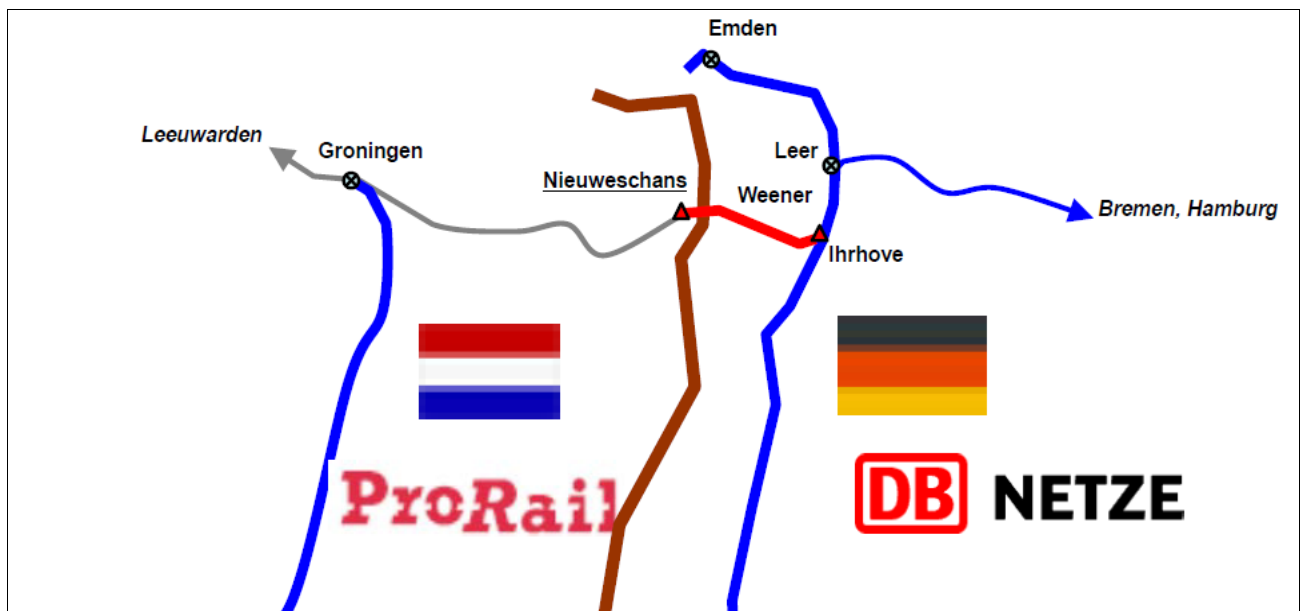 Emden
Leeuwarden
Groningen
Leer
Nieuweschans
Weener
Bremen, Hamburg
Ihrhove
ProRail
DB NETZE